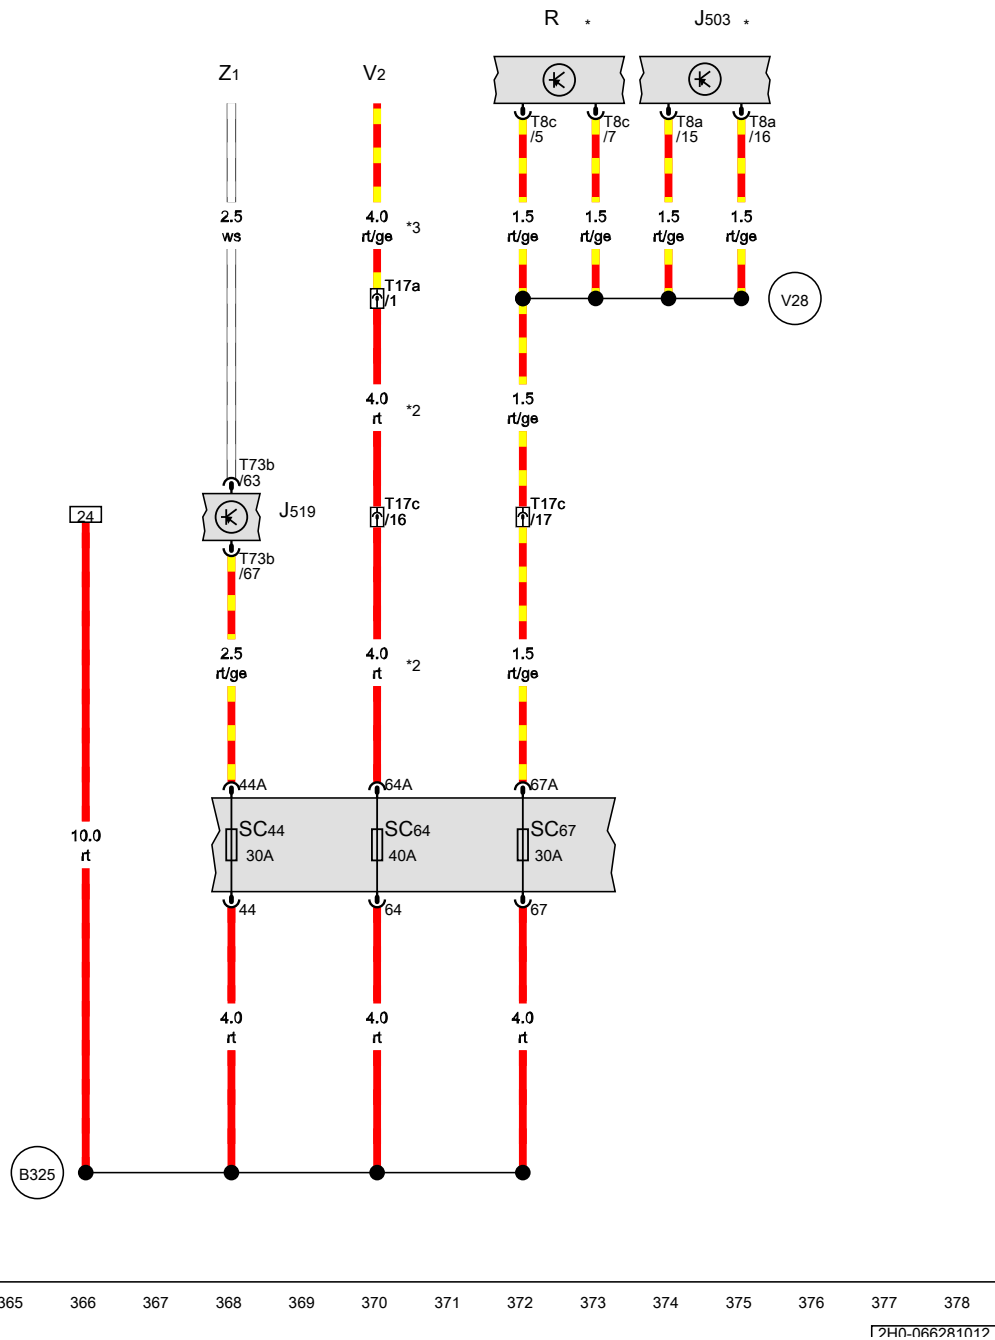 R * J503 *
Z1 V2
T8c T8c T8a T8a
/5 /7 /15 /16
2.5 4.0 1.5 1.5 1.5 1.5
ws rt/ge *3 rt/ge rt/ge rt/ge rt/ge
T17a
/1
V28
4.0 1.5
rt *2 rt/ge
T73b
/63
24 J519 T17c T17c
/16 /17
T73b
/67
2.5 4.0 1.5
rt/ge rt *2 rt/ge
44A 64A 67A
SC44 SC64 SC67
30A 40A 30A
10.0
rt
44 64 67
4.0 4.0 4.0
rt rt rt
B325
365 366 367 368 369 370 371 372 373 374 375 376 377 378
2H0-066281012